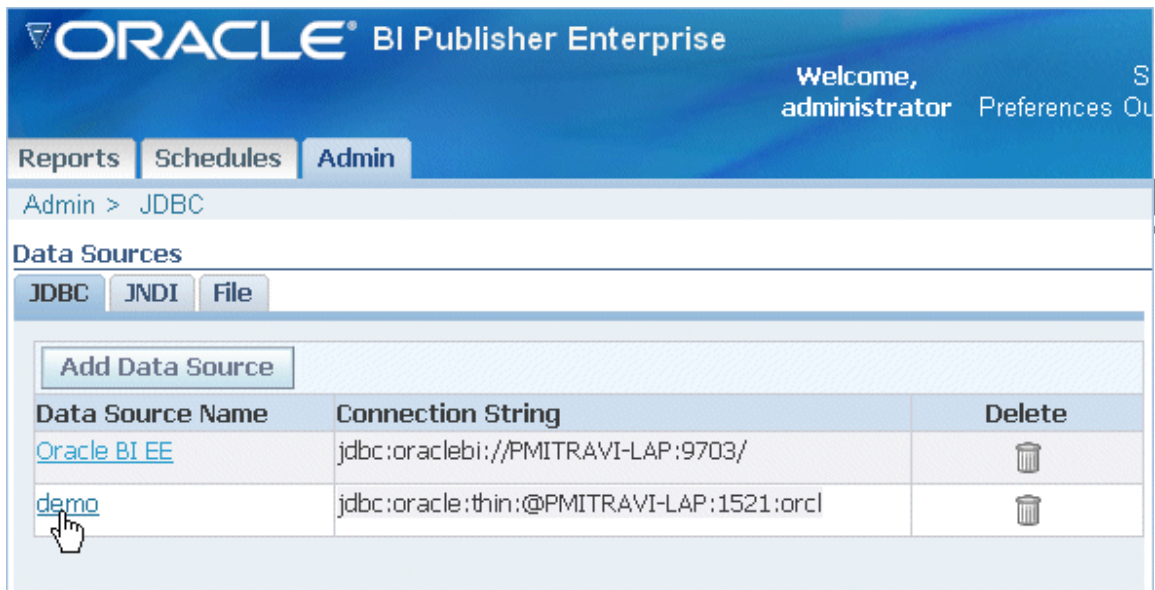 ORACLE® BI Publisher Enterprise
Welcome,
administrator Preferences
Reports Schedules Admin
Admin > JDBC
Data Sources
JDBC JNDI File
Add Data Source
Data Source Name Connection String Delete
Oracle BI EE jdbc:oraclebi://PMITRAVI-LAP:9703/
demo jdbc:oracle:thin:@PMITRAVI-LAP:1521:orcl